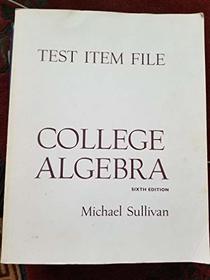 TEST ITEM FILE
COLLEGE
ALGEBRA
SIXTH EDITION
Michael Sullivan